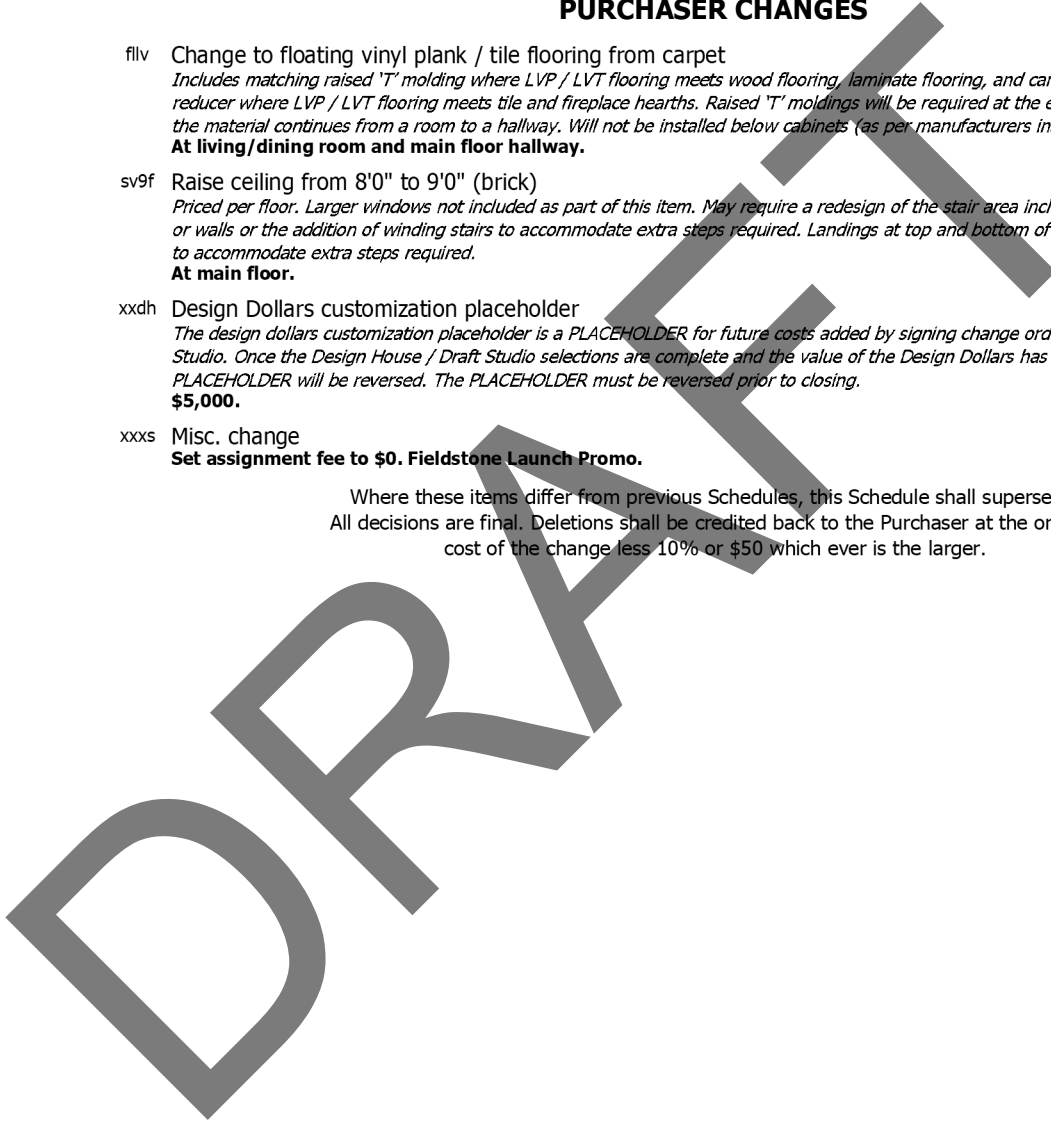 PURCHASER CHANGES
fllv Change to floating vinyl plank / tile flooring from carpet
Includes matching raised ‘T’ molding where LVP / LVT flooring meets wood flooring, laminate flooring, and
reducer where LVP / LVT flooring meets tile and fireplace hearths. Raised ‘T’ moldings will be required at the
the material continues from a room to a hallway. Will not be installed below cabinets (as per manufacturers
At living/dining room and main floor hallway.
sv9f Raise ceiling from 8'0" to 9'0" (brick)
Priced per floor. Larger windows not included as part of this item. May require a redesign of the stair area
or walls or the addition of winding stairs to accommodate extra steps required. Landings at top and bottom of
to accommodate extra steps required.
At main floor.
xxdh Design Dollars customization placeholder
The design dollars customization placeholder is a PLACEHOLDER for future costs added by signing change
Studio. Once the Design House / Draft Studio selections are complete and the value of the Design Dollars has
PLACEHOLDER will be reversed. The PLACEHOLDER must be reversed prior to closing.
$5,000.
xxxs Misc. change
Set assignment fee to $0. Fieldstone Launch Promo.
Where these items differ from previous Schedules, this Schedule shall
All decisions are final. Deletions shall be credited back to the Purchaser at the
cost of the change less 10% or $50 which ever is the larger.
DRAFT